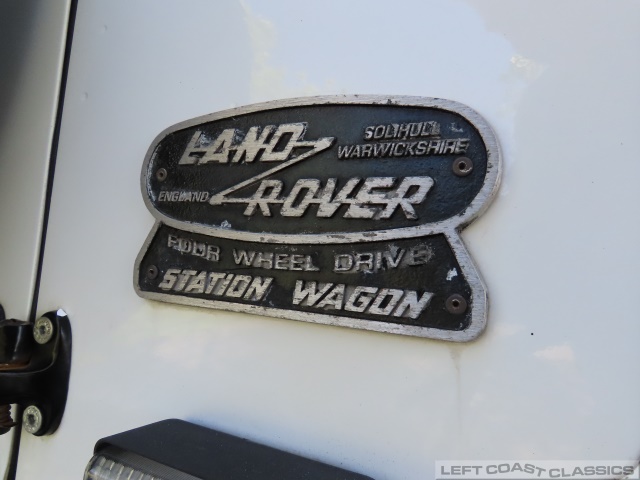 LAND
SOLIHULL
WARWICKSHIRE
ENGLAND
ROVER
FOUR WHEEL DRIVE
STATION WAGON
LEFT COAST CLASSICS